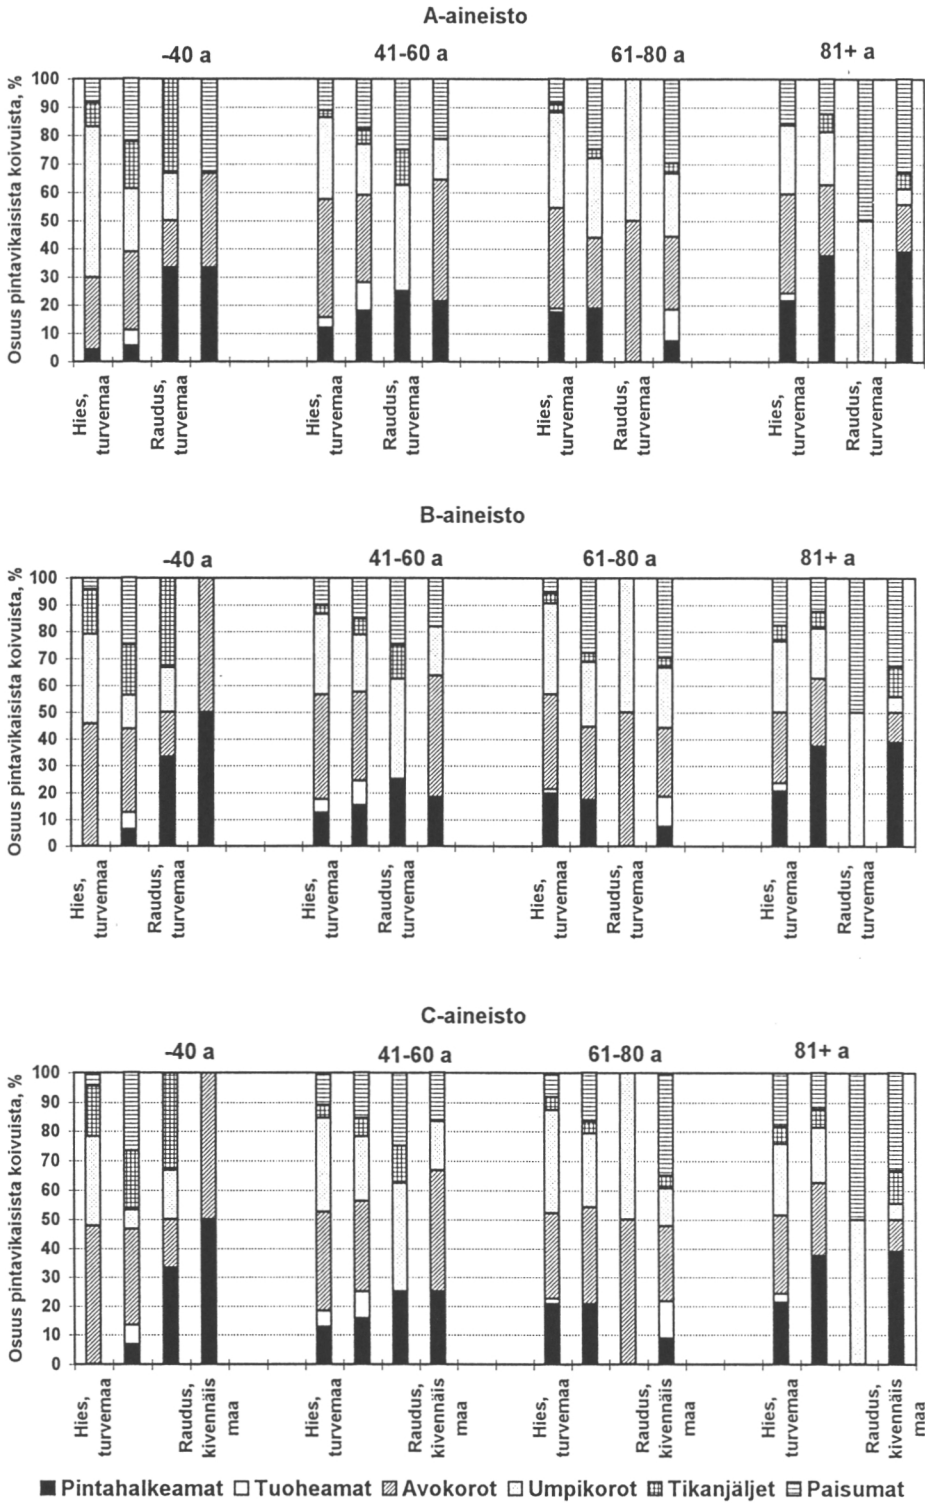 A-aineisto
-40 a 41-60 a 61-80 a 81+ a
Osuus pintavikaisista koivuista, %
100
90
80
70
60
50
40
30
20
10
0
Hies, turvemaa
Raudus, turvemaa
Hies, turvemaa
Raudus, turvemaa
Hies, turvemaa
Raudus, turvemaa
Hies, turvemaa
Raudus, turvemaa
B-aineisto
-40 a 41-60 a 61-80 a 81+ a
Osuus pintavikaisista koivuista, %
100
90
80
70
60
50
40
30
20
10
0
Hies, turvemaa
Raudus, turvemaa
Hies, turvemaa
Raudus, turvemaa
Hies, turvemaa
Raudus, turvemaa
Hies, turvemaa
Raudus, turvemaa
C-aineisto
-40 a 41-60 a 61-80 a 81+ a
Osuus pintavikaisista koivuista, %
100
90
80
70
60
50
40
30
20
10
0
Hies, turvemaa
Raudus, kivennäis maa
Hies, turvemaa
Raudus, kivennäis maa
Hies, turvemaa
Raudus, kivennäis maa
Hies, turvemaa
Raudus, kivennäis maa
Pintahalkeamat Tuoheamat Avokorot Umpikorot Tikanjäljet Paisumat